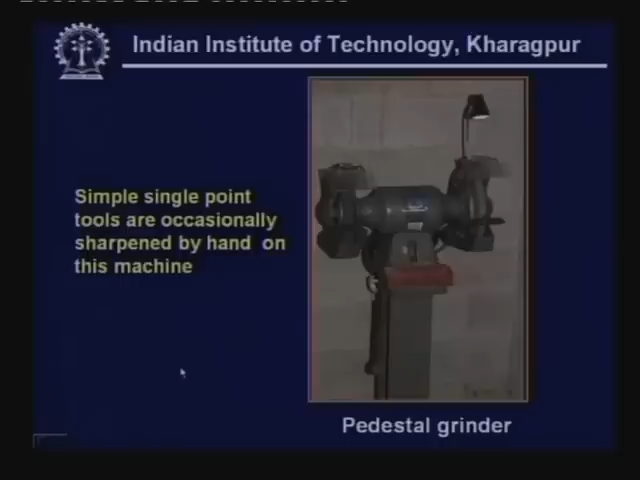 Indian Institute of Technology, Kharagpur
Simple single point
tools are occasionally
sharpened by hand on
this machine
Pedestal grinder